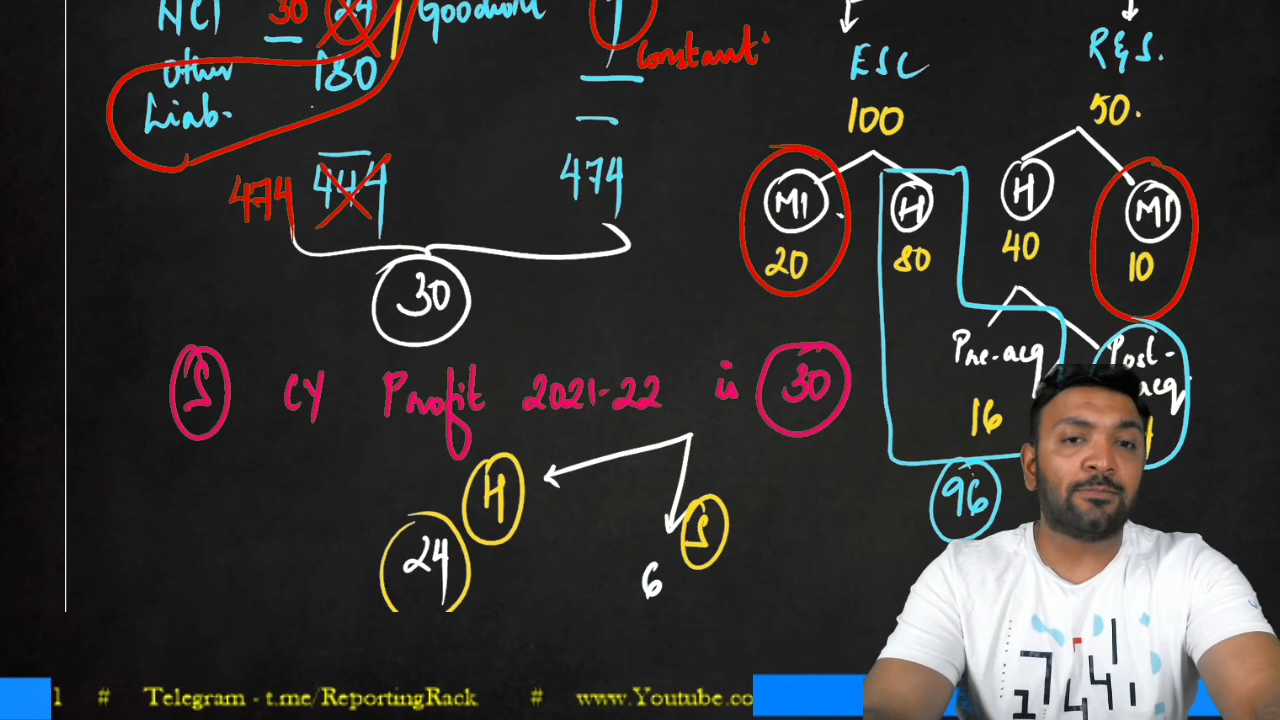 NCI 30 24 Goodwill
Other 180
Liab.
constant
474 444 474
30
ESC R&S.
100 50.
MI H H MI
20 80 40 10
Pre-acq Post-acq
16
96
S CY Profit 2021-22 is 30
H S
24 6
1 # Telegram - t.me/ReportingRack # www.Youtube.co